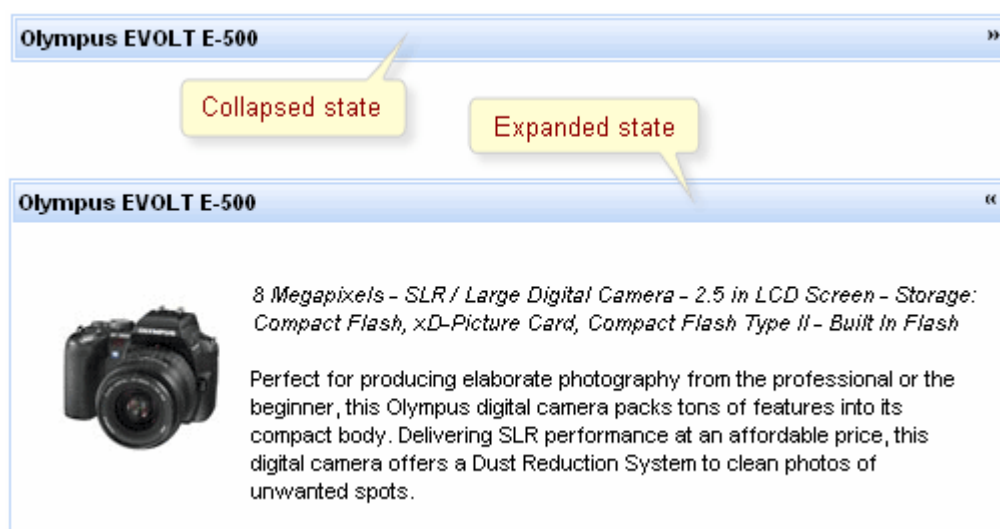 Olympus EVOLT E-500 »
Collapsed state
Expanded state
Olympus EVOLT E-500 «
8 Megapixels - SLR / Large Digital Camera - 2.5 in LCD Screen - Storage:
Compact Flash, xD-Picture Card, Compact Flash Type II - Built In Flash
OLYMPUS
Perfect for producing elaborate photography from the professional or the
beginner, this Olympus digital camera packs tons of features into its
compact body. Delivering SLR performance at an affordable price, this
digital camera offers a Dust Reduction System to clean photos of
unwanted spots.